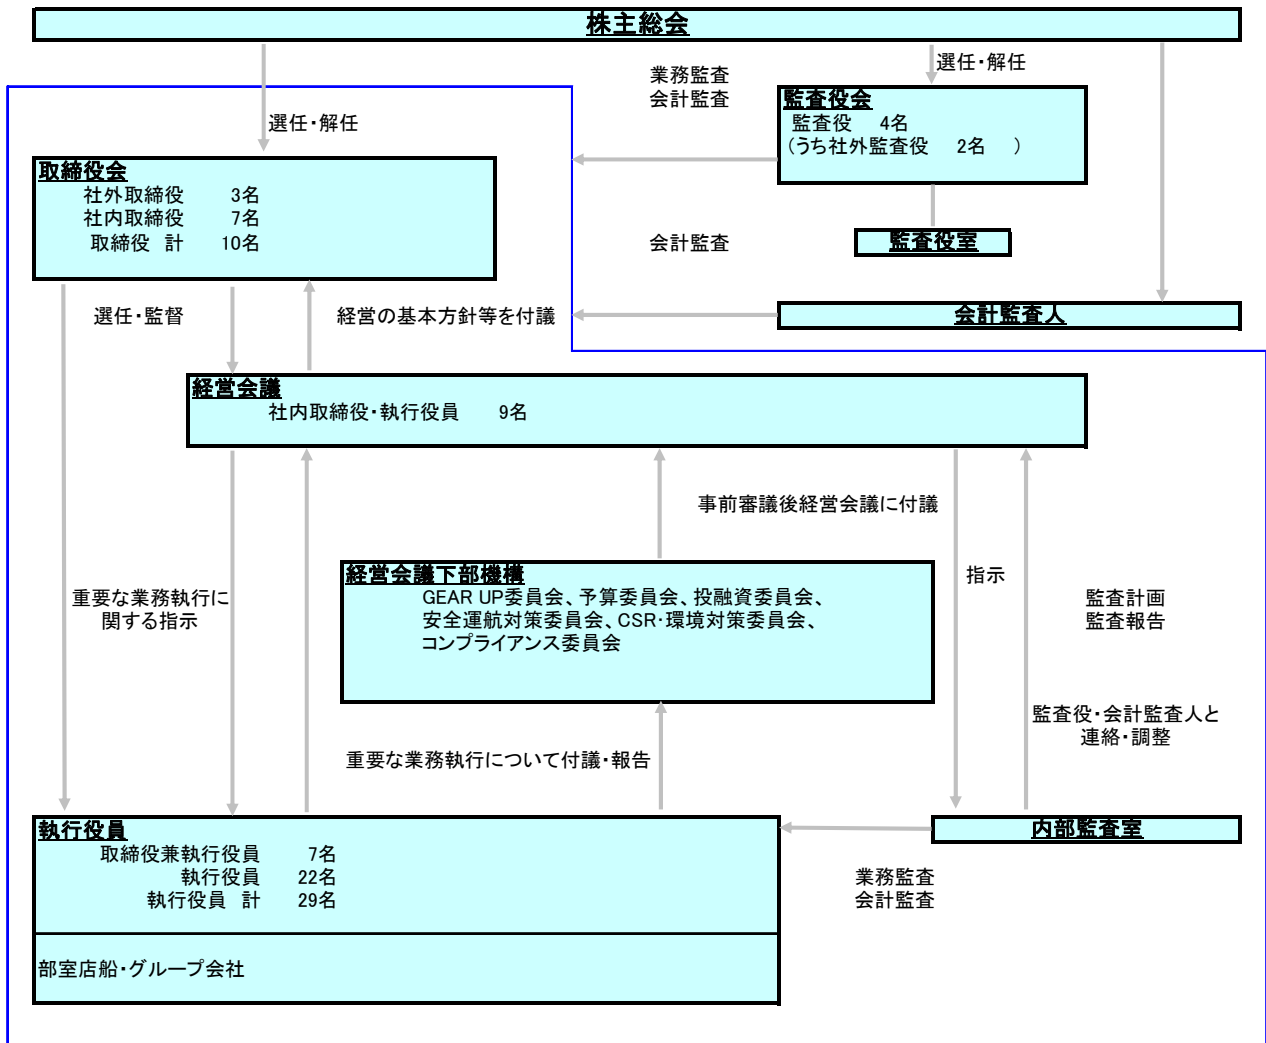 株主総会
選任・解任
業務監査
会計監査
監査役会
監査役　4名
（うち社外監査役　2名　）
選任・解任
取締役会
社外取締役　3名
社内取締役　7名
取締役 計　10名
会計監査
監査役室
選任・監督
経営の基本方針等を付議
会計監査人
経営会議
社内取締役・執行役員　9名
事前審議後経営会議に付議
経営会議下部機構
GEAR UP委員会、予算委員会、投融資委員会、
安全運航対策委員会、CSR・環境対策委員会、
コンプライアンス委員会
指示
重要な業務執行に
関する指示
監査計画
監査報告
監査役・会計監査人と
連絡・調整
重要な業務執行について付議・報告
執行役員
取締役兼執行役員　7名
執行役員　22名
執行役員 計　29名
内部監査室
業務監査
会計監査
部室店船・グループ会社